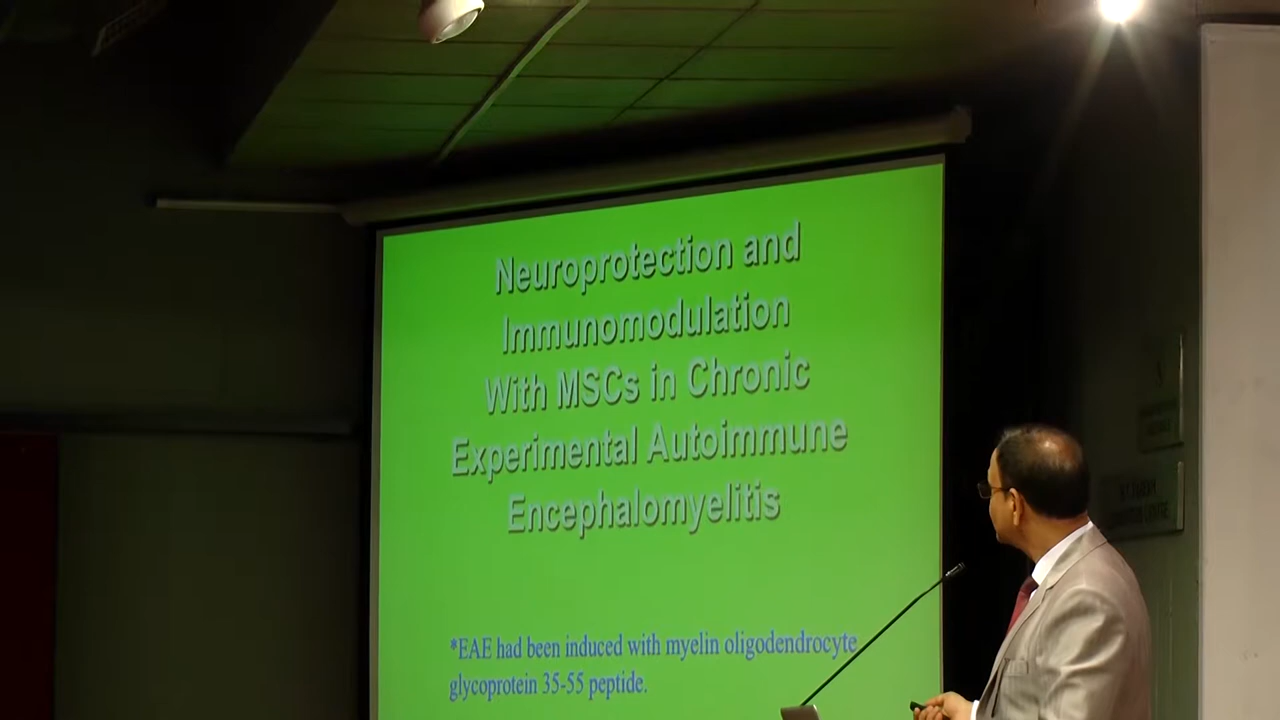 Neuroprotection and
Immunomodulation
With MSCs in Chronic
Experimental Autoimmune
Encephalomyelitis
*EAE had been induced with myelin oligodendrocyte
glycoprotein 35-55 peptide.